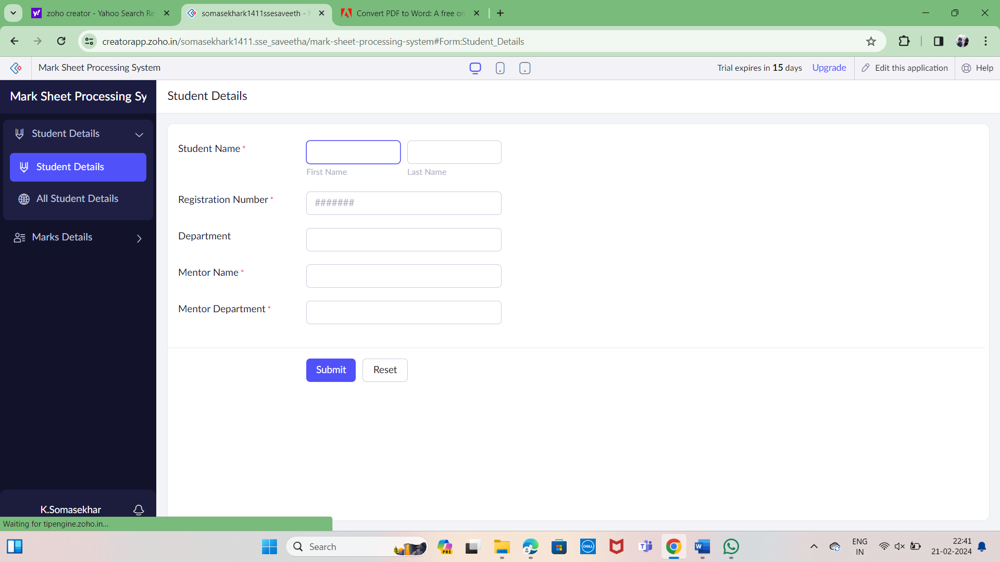 zoho creator - Yahoo Search Re
somasekhark1411ssesaveeth -
Convert PDF to Word: A free on
creatorapp.zoho.in/somasekhark1411.sse_saveetha/mark-sheet-processing-system#Form:Student_Details
Mark Sheet Processing System
Trial expires in 15 days
Upgrade
Edit this application
Help
Mark Sheet Processing Sy
Student Details
Student Details
Student Details
All Student Details
Marks Details
Student Name *
First Name
Last Name
Registration Number *
#######
Department
Mentor Name *
Mentor Department *
Submit
Reset
K.Somasekhar
Waiting for tipengine.zoho.in...
Search
PRE
DELL
ENG
IN
22:41
21-02-2024